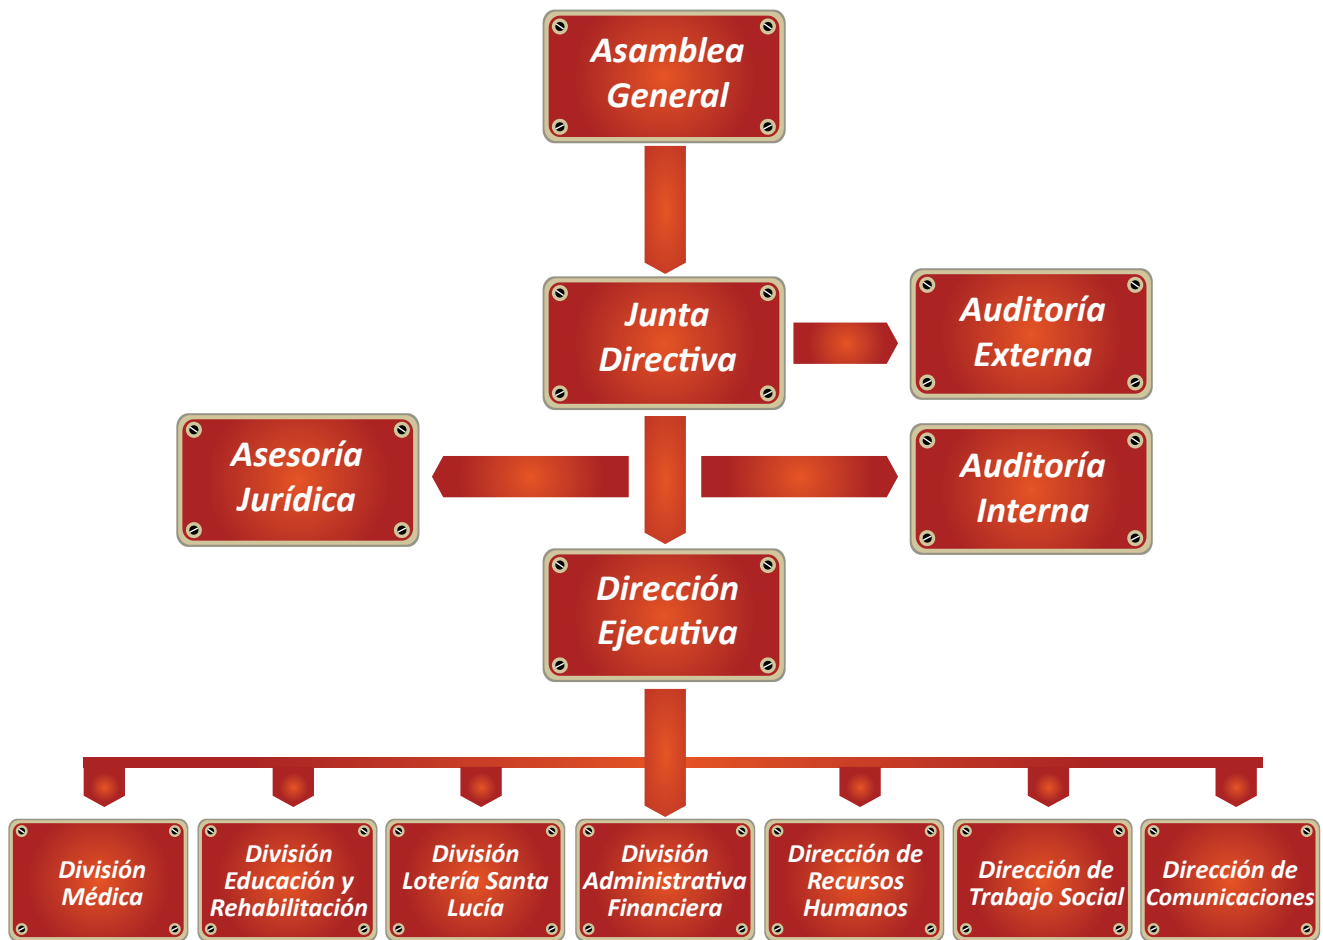 Asamblea
General
Junta
Directiva
Auditoría
Externa
Asesoría
Jurídica
Auditoría
Interna
Dirección
Ejecutiva
División
Médica
División
Educación y
Rehabilitación
División
Lotería Santa
Lucía
División
Administrativa
Financiera
Dirección de
Recursos
Humanos
Dirección de
Trabajo Social
Dirección de
Comunicaciones